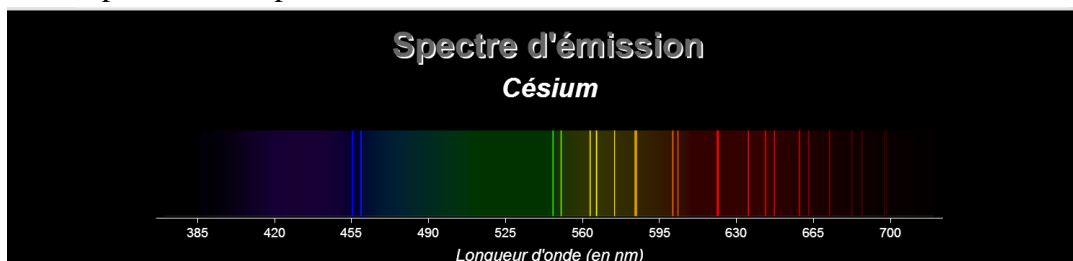 Spectre d'émission
Césium
385 420 455 490 525 560 595 630 665 700
Longueur d'onde (en nm)